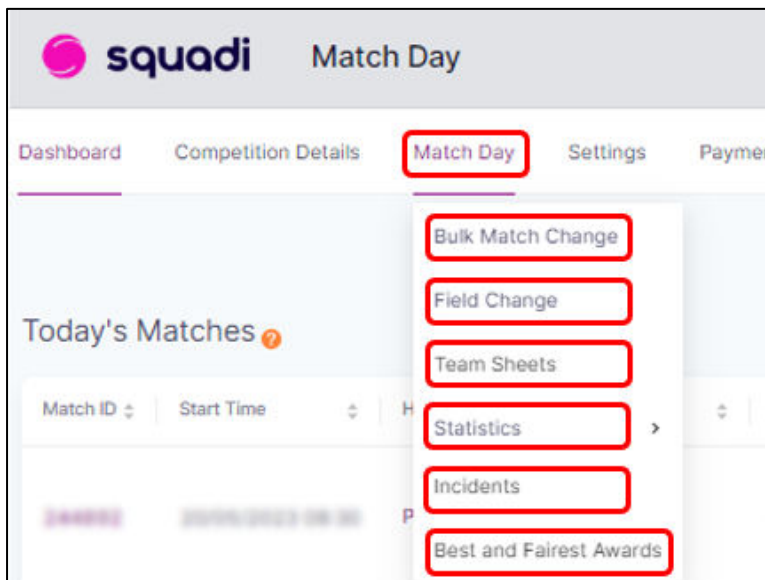 squadi Match Day
Dashboard Competition Details Match Day Settings
Bulk Match Change
Field Change
Today's Matches
Team Sheets
Match ID Start Time
Statistics
Incidents
Best and Fairest Awards